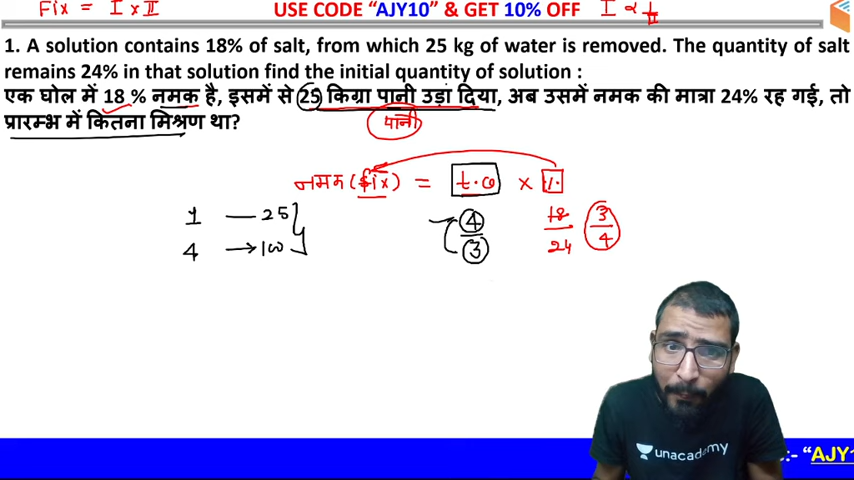 Fix = I x II USE CODE “AJY10” & GET 10% OFF I ∝ 1/II
1. A solution contains 18% of salt, from which 25 kg of water is removed. The quantity of salt
remains 24% in that solution find the initial quantity of solution :
एक घोल में 18 % नमक है, इसमें से 25 किग्रा पानी उड़ा दिया, अब उसमें नमक की मात्रा 24% रह गई, तो
प्रारम्भ में कितना मिश्रण था?
पानी
नमक (fix) = t.co x %
1 — 25 4 18 3
4 → 100 3 24 4
unacademy
:- “AJY1